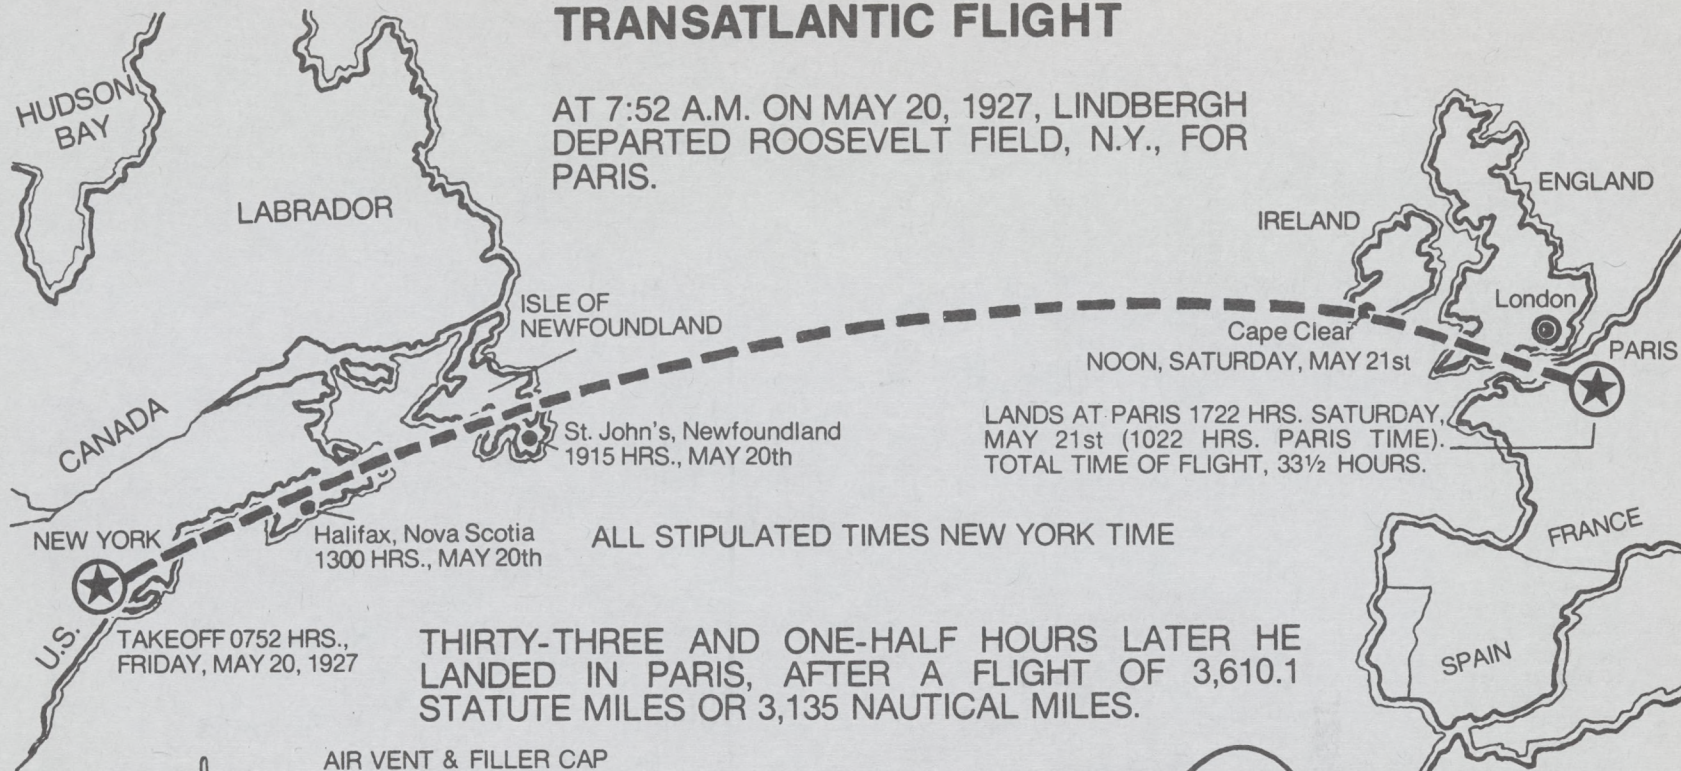 TRANSATLANTIC FLIGHT
AT 7:52 A.M. ON MAY 20, 1927, LINDBERGH
DEPARTED ROOSEVELT FIELD, N.Y., FOR
PARIS.
HUDSON
BAY
LABRADOR
ENGLAND
IRELAND
ISLE OF
NEWFOUNDLAND
London
Cape Clear
NOON, SATURDAY, MAY 21st
PARIS
CANADA
LANDS AT PARIS 1722 HRS. SATURDAY,
MAY 21st (1022 HRS. PARIS TIME).
TOTAL TIME OF FLIGHT, 33½ HOURS.
St. John's, Newfoundland
1915 HRS., MAY 20th
NEW YORK
Halifax, Nova Scotia
1300 HRS., MAY 20th
ALL STIPULATED TIMES NEW YORK TIME
FRANCE
U.S.
TAKEOFF 0752 HRS.,
FRIDAY, MAY 20, 1927
THIRTY-THREE AND ONE-HALF HOURS LATER HE
LANDED IN PARIS, AFTER A FLIGHT OF 3,610.1
STATUTE MILES OR 3,135 NAUTICAL MILES.
SPAIN
AIR VENT & FILLER CAP